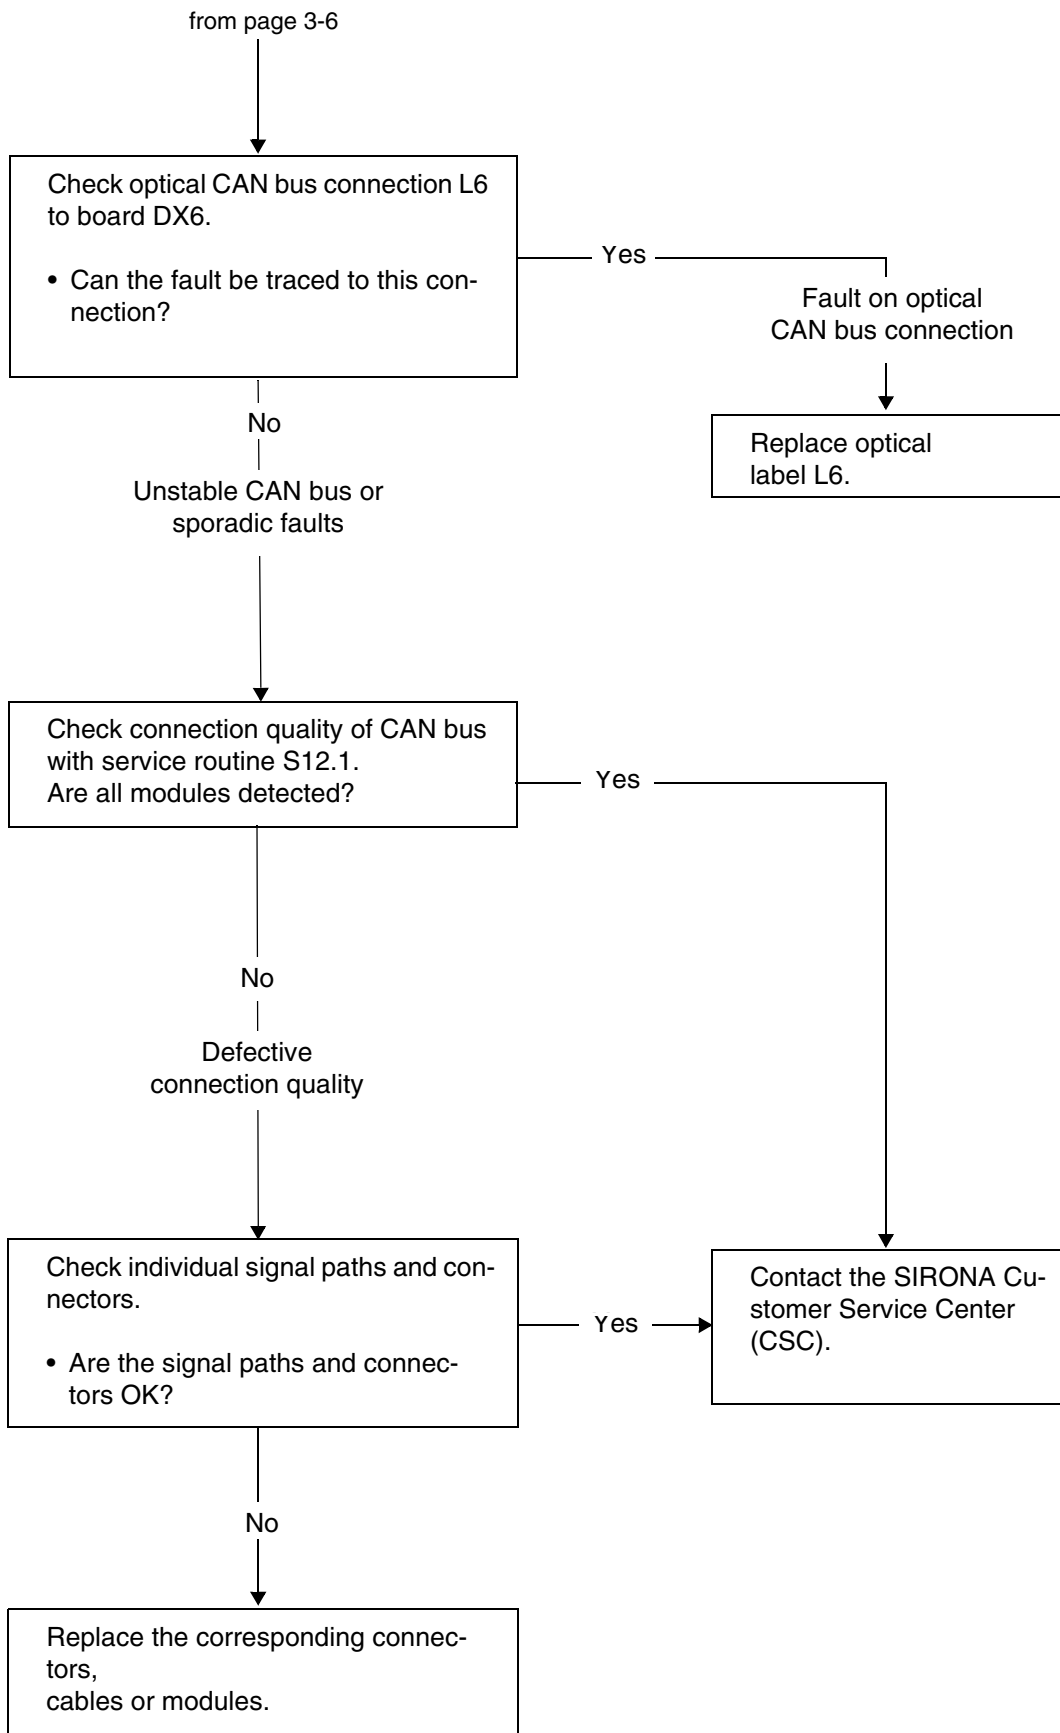 from page 3-6
Check optical CAN bus connection L6
to board DX6.
• Can the fault be traced to this con-
nection?
Yes
Fault on optical
CAN bus connection
Replace optical
label L6.
No
Unstable CAN bus or
sporadic faults
Check connection quality of CAN bus
with service routine S12.1.
Are all modules detected?
Yes
No
Defective
connection quality
Check individual signal paths and con-
nectors.
• Are the signal paths and connec-
tors OK?
Yes
Contact the SIRONA Cu-
stomer Service Center
(CSC).
No
Replace the corresponding connec-
tors,
cables or modules.